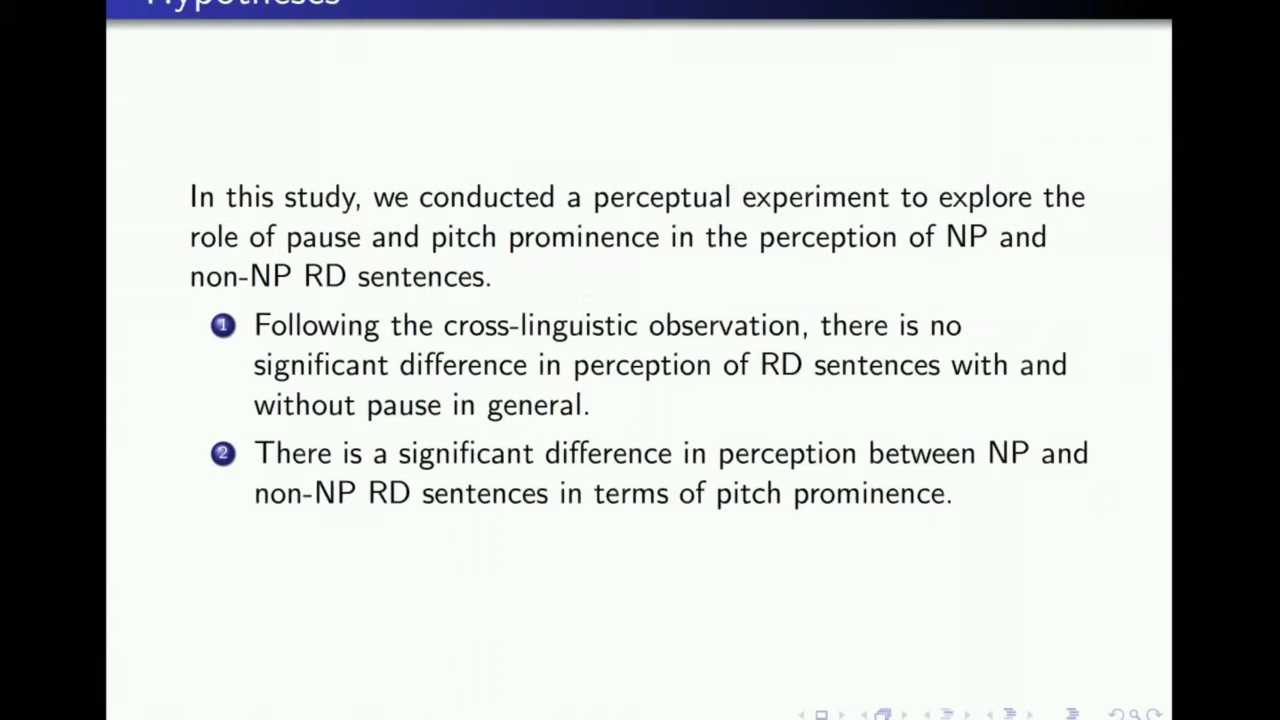 Hypotheses
In this study, we conducted a perceptual experiment to explore the
role of pause and pitch prominence in the perception of NP and
non-NP RD sentences.
1 Following the cross-linguistic observation, there is no
significant difference in perception of RD sentences with and
without pause in general.
2 There is a significant difference in perception between NP and
non-NP RD sentences in terms of pitch prominence.